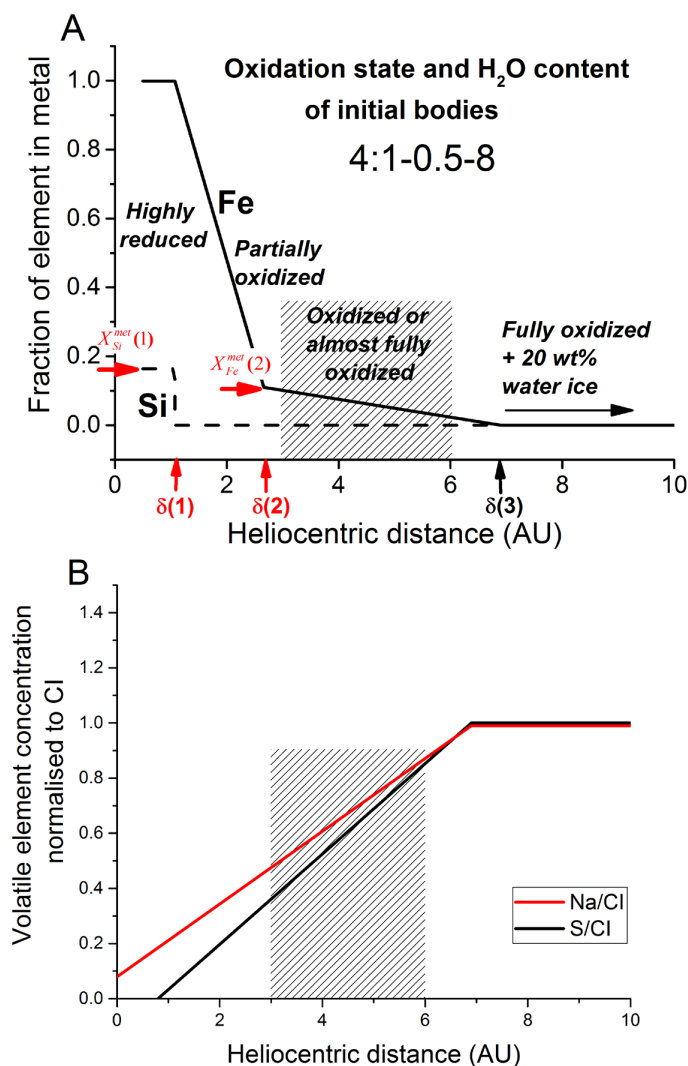 A
Oxidation state and H₂O content
of initial bodies
4:1-0.5-8
Fraction of element in metal
1.0
0.8
0.6
0.4
0.2
0.0
Fe
Highly
reduced
Partially
oxidized
Oxidized or
almost fully
oxidized
Fully oxidized
+ 20 wt%
water ice
X_Si^met(1)
X_Fe^met(2)
Si
0
2
4
6
8
10
δ(1)
δ(2)
δ(3)
Heliocentric distance (AU)
B
Volatile element concentration
normalised to CI
1.4
1.2
1.0
0.8
0.6
0.4
0.2
0.0
Na/CI
S/CI
0
2
4
6
8
10
Heliocentric distance (AU)